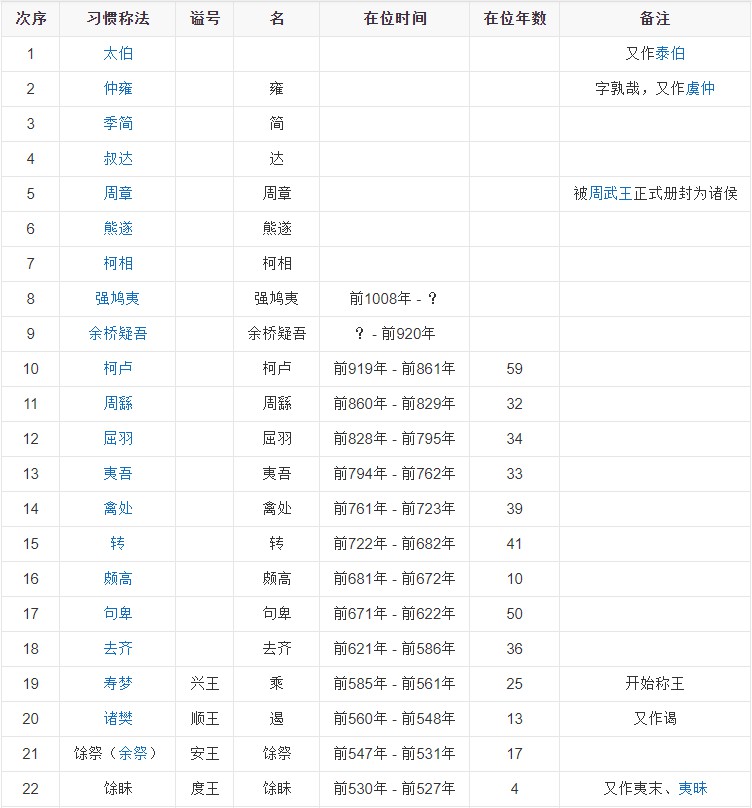 次序 习惯称法 谥号 名 在位时间 在位年数 备注
1 太伯 又作泰伯
2 仲雍 雍 字孰哉，又作虞仲
3 季简 简
4 叔达 达
5 周章 周章 被周武王正式册封为诸侯
6 熊遂 熊遂
7 柯相 柯相
8 强鸠夷 强鸠夷 前1008年 - ？
9 余桥疑吾 余桥疑吾 ？ - 前920年
10 柯卢 柯卢 前919年 - 前861年 59
11 周繇 周繇 前860年 - 前829年 32
12 屈羽 屈羽 前828年 - 前795年 34
13 夷吾 夷吾 前794年 - 前762年 33
14 禽处 禽处 前761年 - 前723年 39
15 转 转 前722年 - 前682年 41
16 颇高 颇高 前681年 - 前672年 10
17 句卑 句卑 前671年 - 前622年 50
18 去齐 去齐 前621年 - 前586年 36
19 寿梦 兴王 乘 前585年 - 前561年 25 开始称王
20 诸樊 顺王 遏 前560年 - 前548年 13 又作谒
21 馀祭（余祭） 安王 馀祭 前547年 - 前531年 17
22 馀眛 度王 馀眛 前530年 - 前527年 4 又作夷末、夷昧